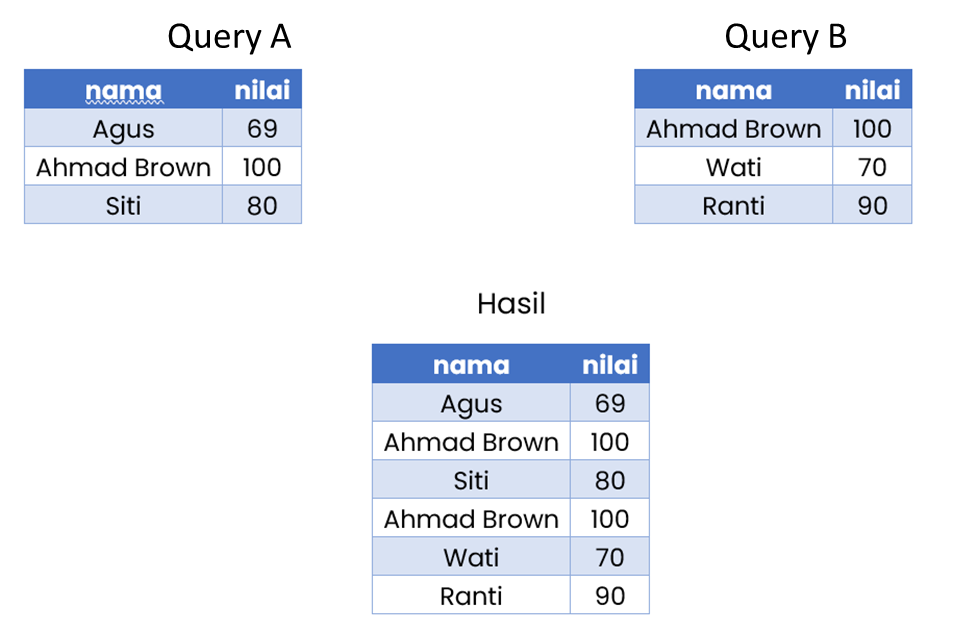 Query A
nama nilai
Agus 69
Ahmad Brown 100
Siti 80
Query B
nama nilai
Ahmad Brown 100
Wati 70
Ranti 90
Hasil
nama nilai
Agus 69
Ahmad Brown 100
Siti 80
Ahmad Brown 100
Wati 70
Ranti 90